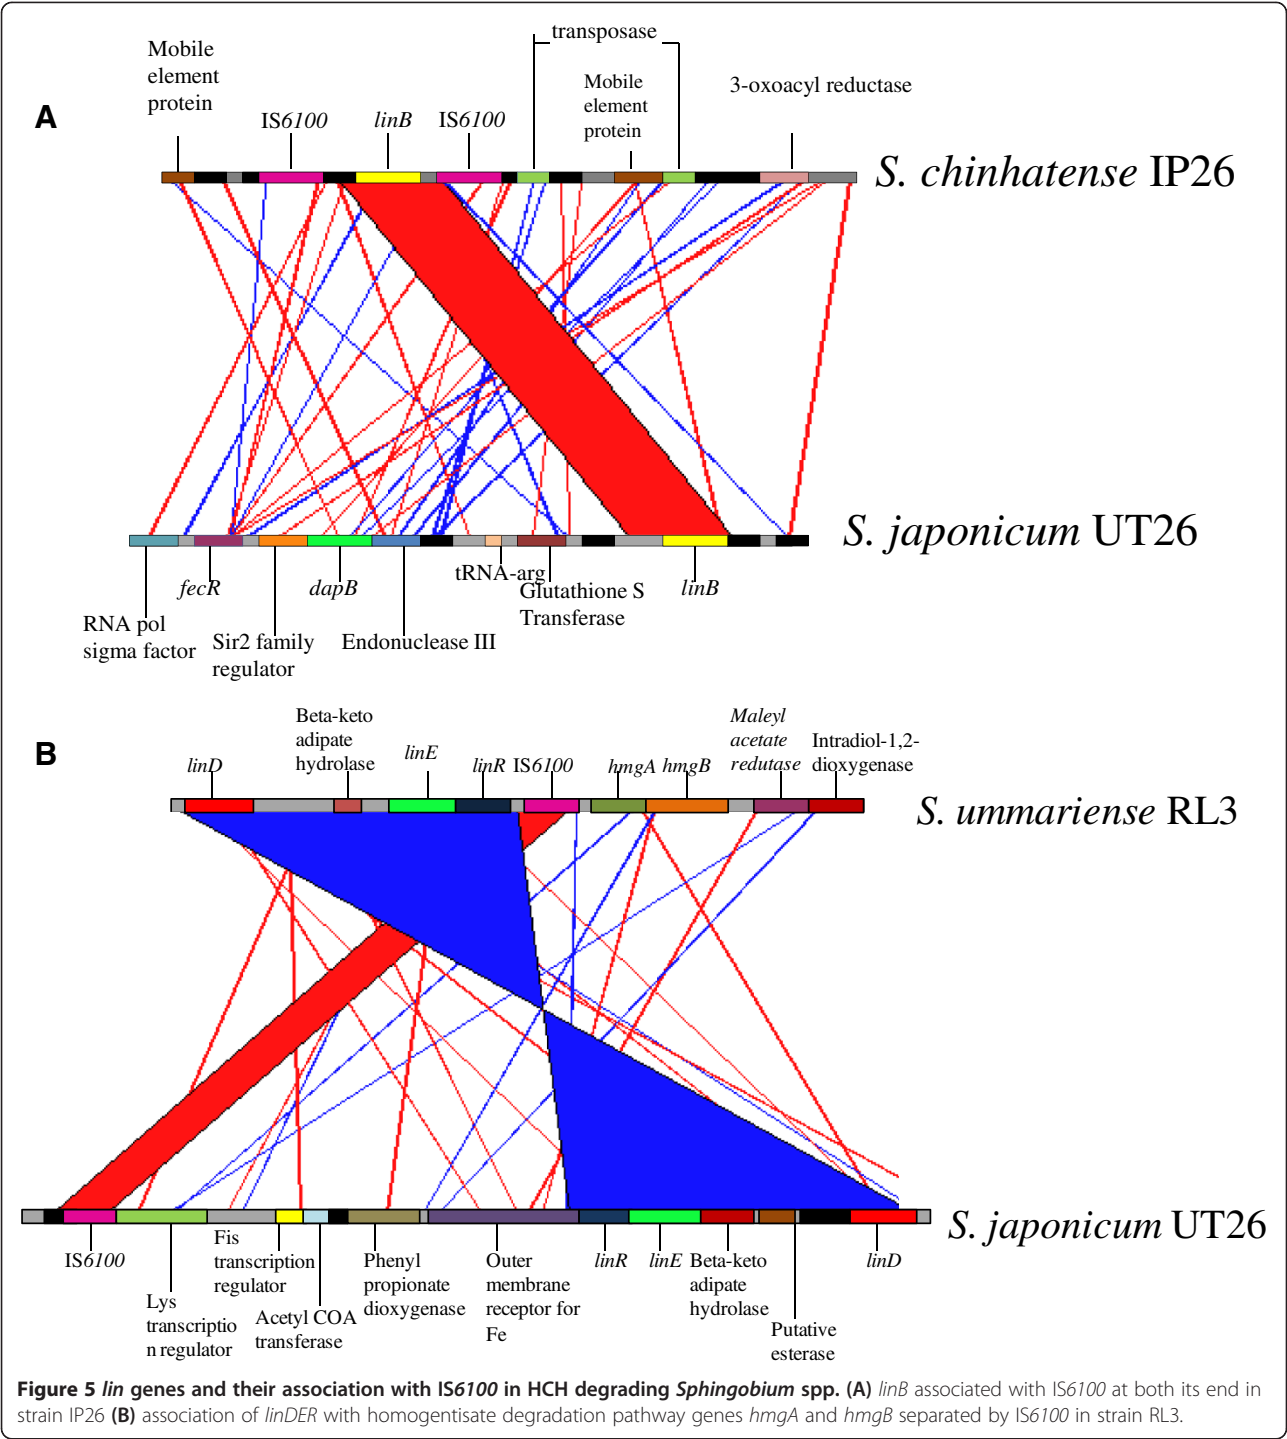 A
Mobile
element
protein
IS6100
linB
IS6100
transposase
Mobile
element
protein
3-oxoacyl reductase
S. chinhatense IP26
S. japonicum UT26
RNA pol
sigma factor
fecR
Sir2 family
regulator
dapB
Endonuclease III
tRNA-arg
Glutathione S
Transferase
linB
B
linD
Beta-keto
adipate
hydrolase
linE
linR
IS6100
hmgA
hmgB
Maleyl
acetate
redutase
Intradiol-1,2-
dioxygenase
S. ummariense RL3
S. japonicum UT26
IS6100
Lys
transcriptio
n regulator
Fis
transcription
regulator
Acetyl COA
transferase
Phenyl
propionate
dioxygenase
Outer
membrane
receptor for
Fe
linR
linE
Beta-keto
adipate
hydrolase
Putative
esterase
linD
Figure 5 lin genes and their association with IS6100 in HCH degrading Sphingobium spp. (A) linB associated with IS6100 at both its end in
strain IP26 (B) association of linDER with homogentisate degradation pathway genes hmgA and hmgB separated by IS6100 in strain RL3.